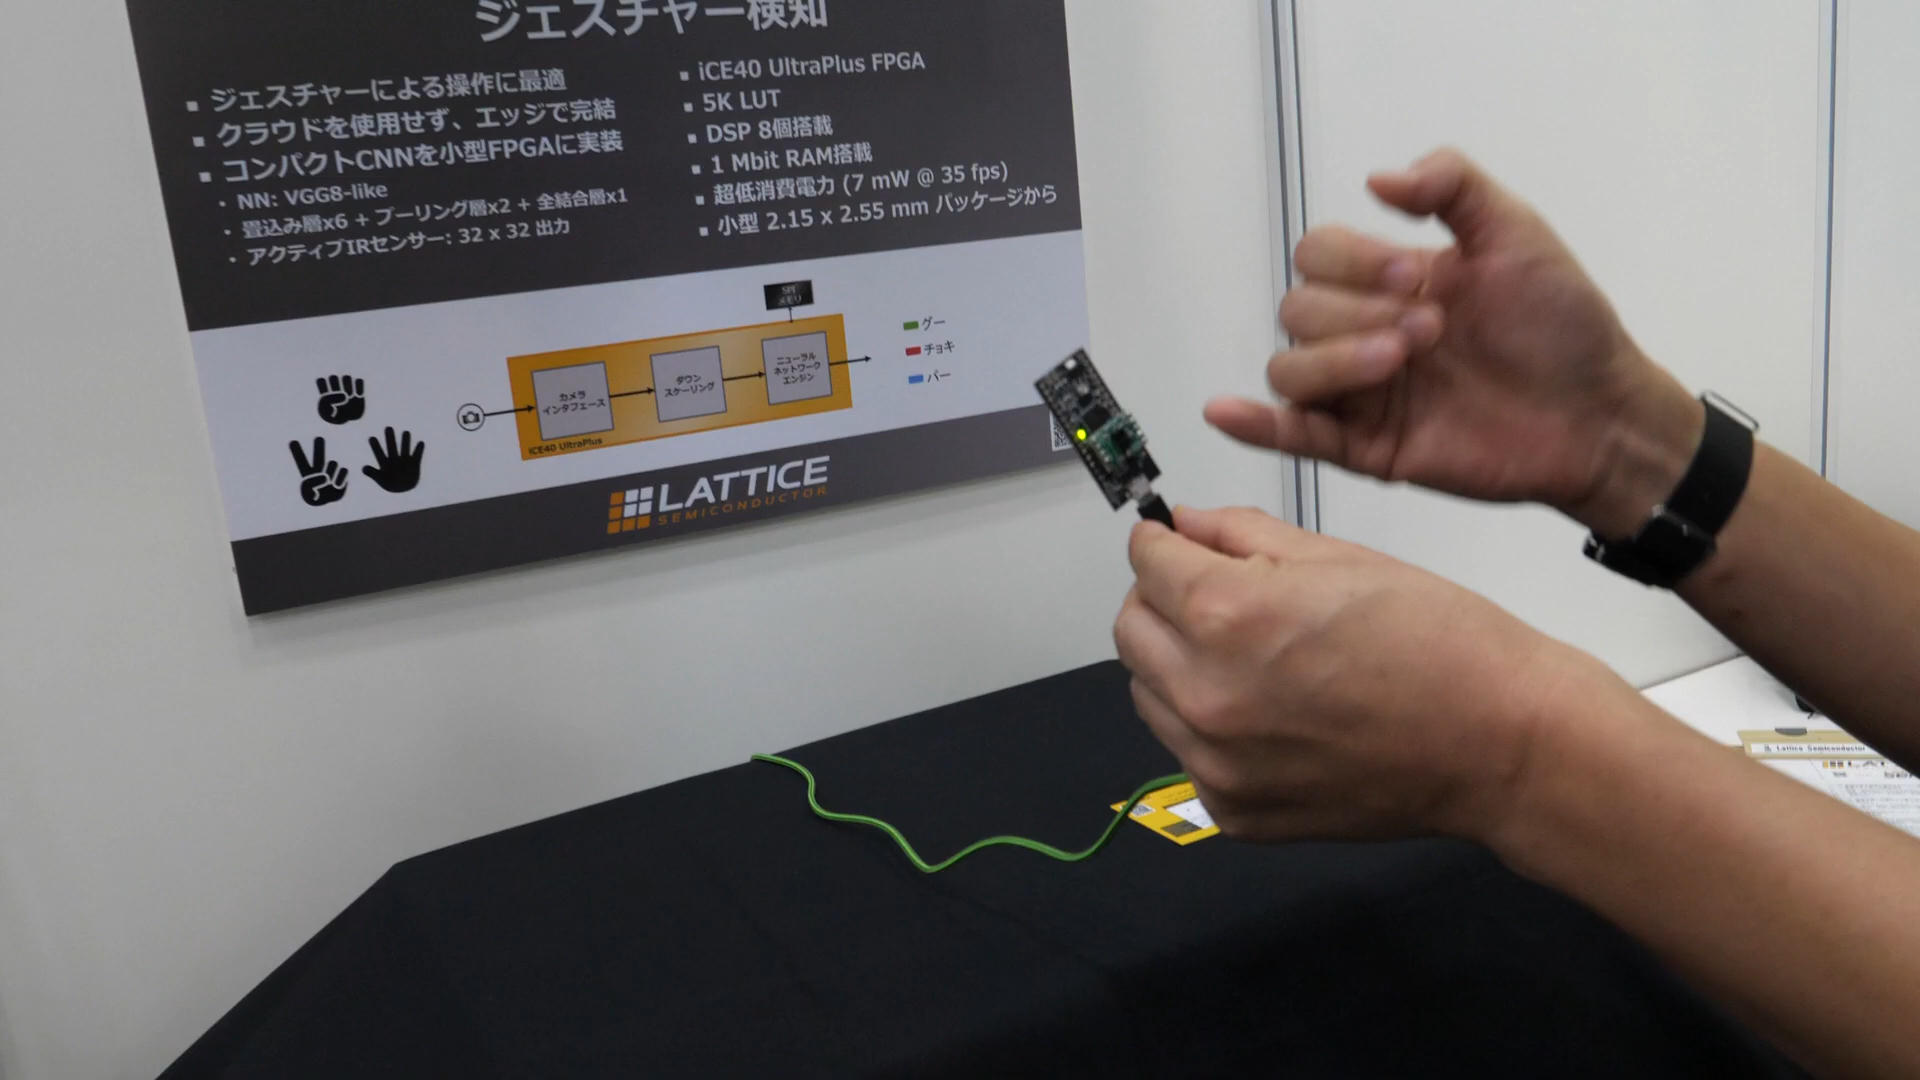 ジェスチャー検知
▪ ジェスチャーによる操作に最適
▪ クラウドを使用せず、エッジで完結
▪ コンパクトCNNを小型FPGAに実装
• NN: VGG8-like
• 畳込み層x6 + プーリング層x2 + 全結合層x1
• アクティブIRセンサー: 32 x 32 出力
▪ iCE40 UltraPlus FPGA
▪ 5K LUT
▪ DSP 8個搭載
▪ 1 Mbit RAM搭載
▪ 超低消費電力 (7 mW @ 35 fps)
▪ 小型 2.15 x 2.55 mm パッケージから
SPI
メモリ
カメラ
インタフェース
ダウン
スケーリング
ニューラル
ネットワーク
エンジン
iCE40 UltraPlus
グー
チョキ
パー
LATTICE
SEMICONDUCTOR
Lattice Semiconductor